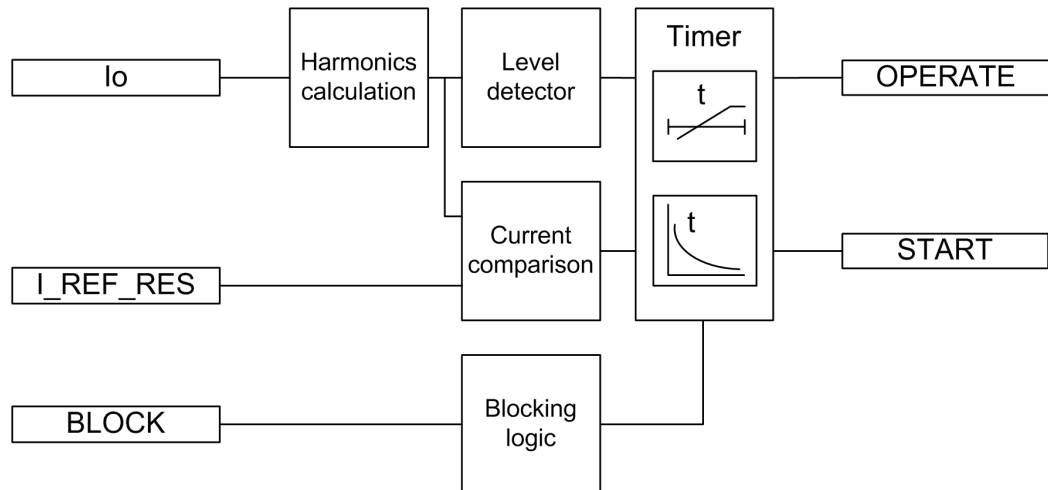 Io
Harmonics
calculation
Level
detector
Timer
t
OPERATE
I_REF_RES
Current
comparison
t
START
BLOCK
Blocking
logic